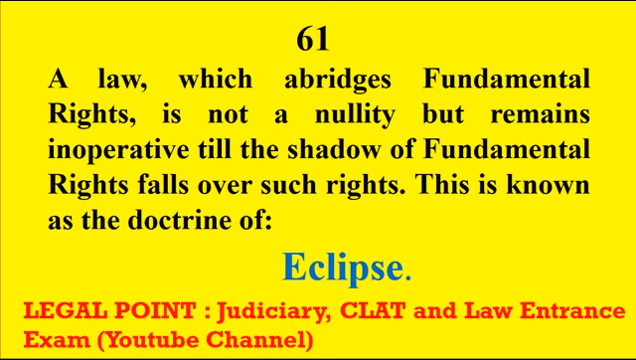 61
A law, which abridges Fundamental
Rights, is not a nullity but remains
inoperative till the shadow of Fundamental
Rights falls over such rights. This is known
as the doctrine of:
Eclipse.
LEGAL POINT : Judiciary, CLAT and Law Entrance
Exam (Youtube Channel)